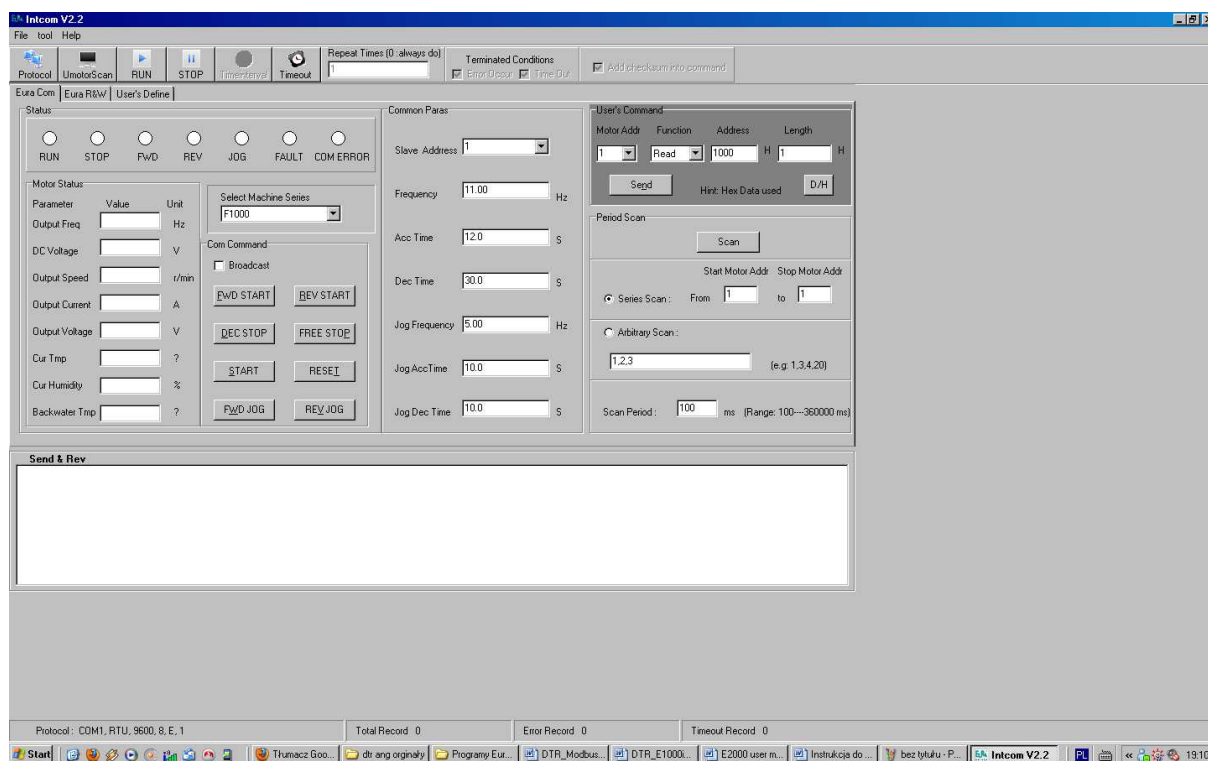 Intcom V2.2
File tool Help
Protocol UmotorScan RUN STOP Timeinterval Timeout
Repeat Times (0 :always do)
1
Terminated Conditions
Error Occur Time Out
Add checksum into command
Eura Com Eura R&W User's Define
Status
RUN STOP FWD REV JOG FAULT COM ERROR
Motor Status
Parameter Value Unit
Output Freq Hz
DC Voltage V
Output Speed r/min
Output Current A
Output Voltage V
Cur Tmp ?
Cur Humidity %
Backwater Tmp ?
Select Machine Series
F1000
Com Command
Broadcast
FWD START REV START
DEC STOP FREE STOP
START RESET
FWD JOG REV JOG
Common Paras
Slave Addrress 1
Frequency 11.00 Hz
Acc Time 12.0 S
Dec Time 30.0 S
Jog Frequency 5.00 Hz
Jog AccTime 10.0 S
Jog Dec Time 10.0 S
User's Command
Motor Addr Function Address Length
1 Read 1000 H 1 H
Send Hint: Hex Data used D/H
Period Scan
Scan
Start Motor Addr Stop Motor Addr
Series Scan : From 1 to 1
Arbitrary Scan :
1,2,3 (e.g: 1,3,4,20)
Scan Period : 100 ms (Range: 100----360000 ms)
Send & Rev
Protocol : COM1, RTU, 9600, 8, E, 1 Total Record 0 Error Record 0 Timeout Record 0
Start Tłumacz Goo... dtr ang orginały Programy Eur... DTR_Modbus... DTR_E1000i... E2000 user m... Instrukcja do ... bez tytułu - P... Intcom V2.2 PL « 19:10